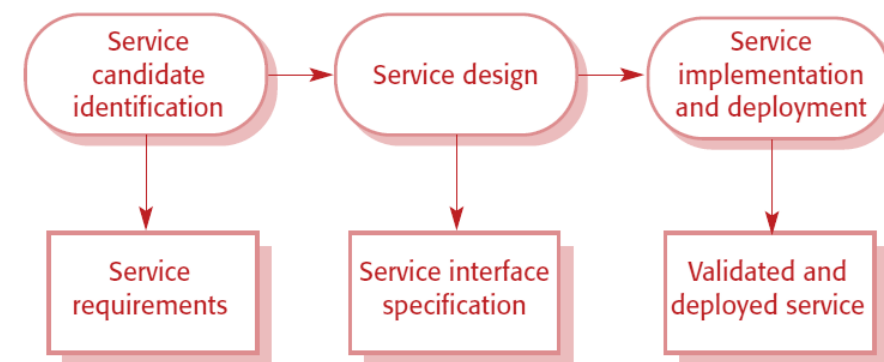 Service
candidate
identification
Service design
Service
implementation
and deployment
Service
requirements
Service interface
specification
Validated and
deployed service